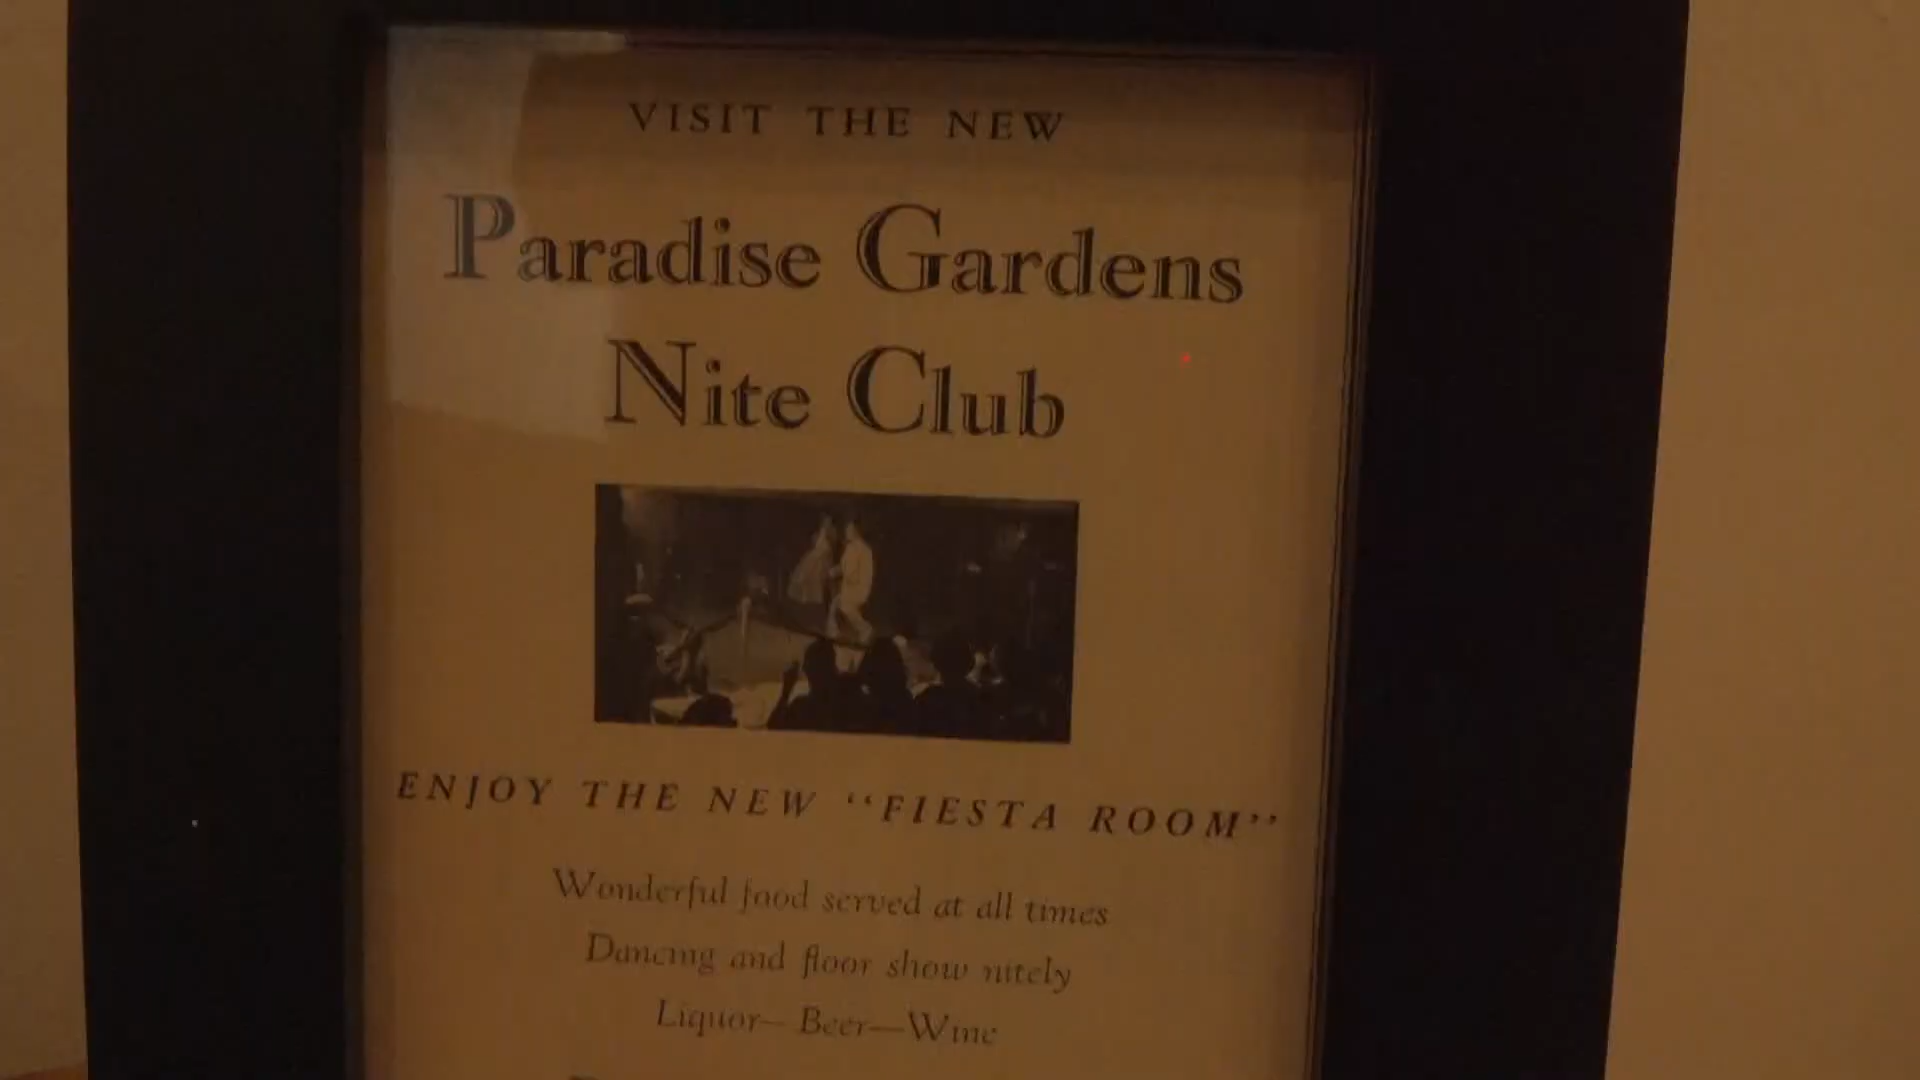 VISIT THE NEW
Paradise Gardens
Nite Club
ENJOY THE NEW “FIESTA ROOM”
Wonderful food served at all times
Dancing and floor show nitely
Liquor—Beer—Wine